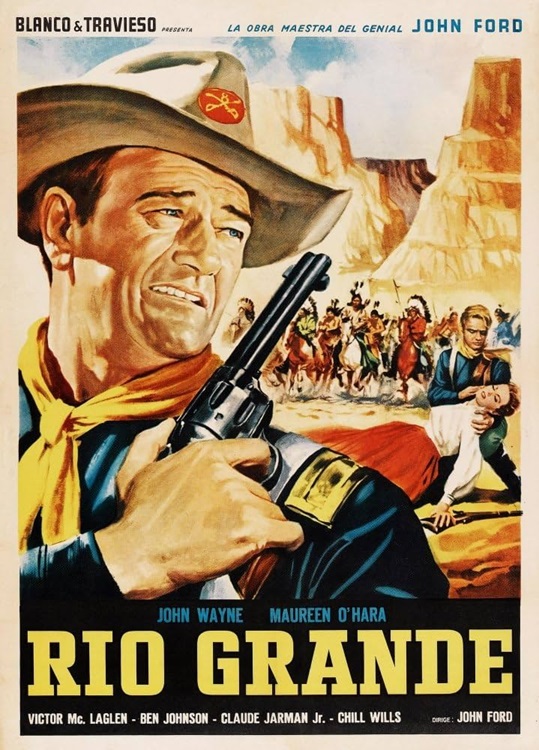 BLANCO & TRAVIESO PRESENTA LA OBRA MAESTRA DEL GENIAL JOHN FORD
JOHN WAYNE MAUREEN O'HARA
RIO GRANDE
VICTOR Mc. LAGLEN - BEN JOHNSON - CLAUDE JARMAN Jr. - CHILL WILLS DIRIGE: JOHN FORD